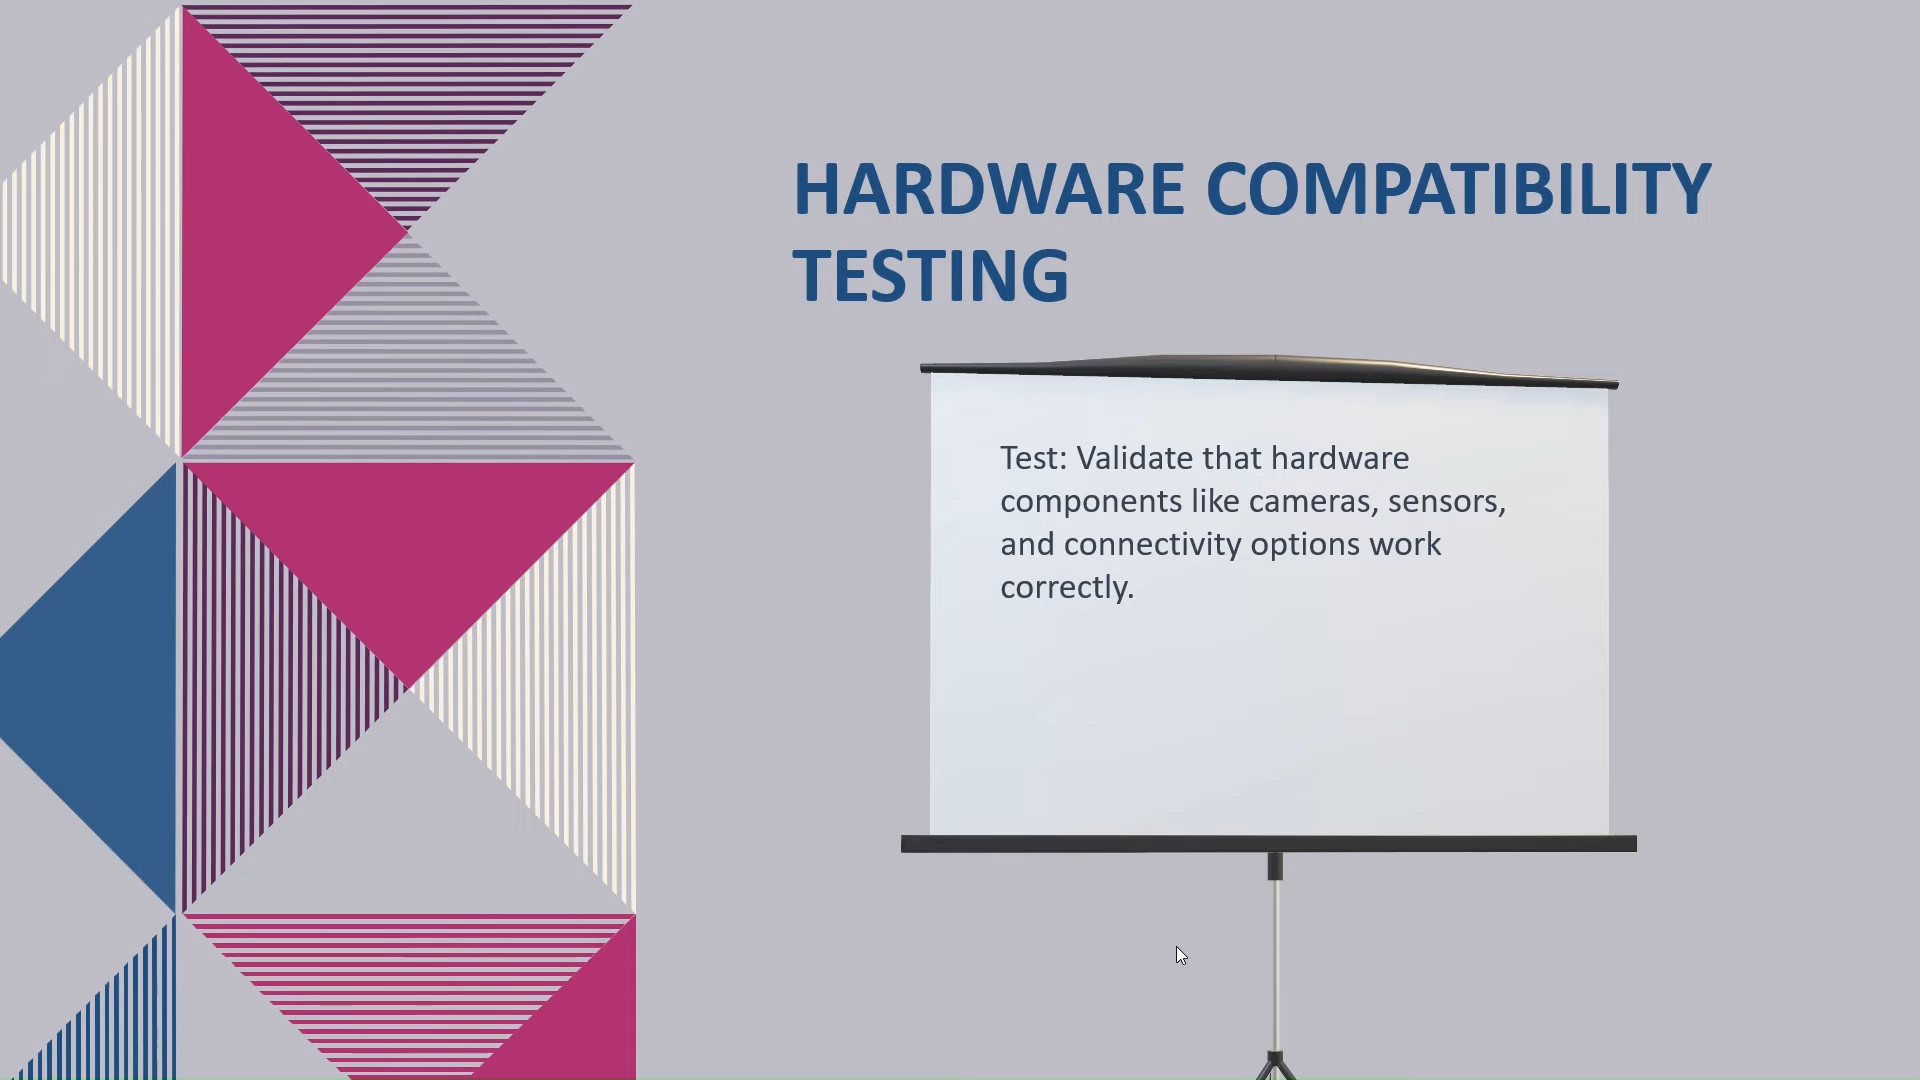 HARDWARE COMPATIBILITY
TESTING
Test: Validate that hardware
components like cameras, sensors,
and connectivity options work
correctly.